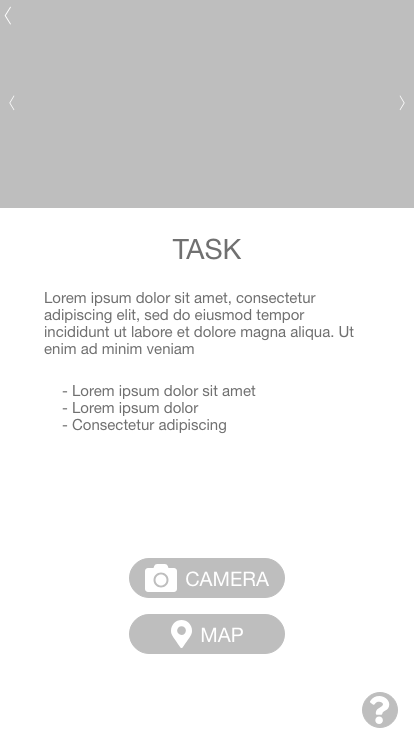 TASK
Lorem ipsum dolor sit amet, consectetur
adipiscing elit, sed do eiusmod tempor
incididunt ut labore et dolore magna aliqua. Ut
enim ad minim veniam
- Lorem ipsum dolor sit amet
- Lorem ipsum dolor
- Consectetur adipiscing
CAMERA
MAP
?